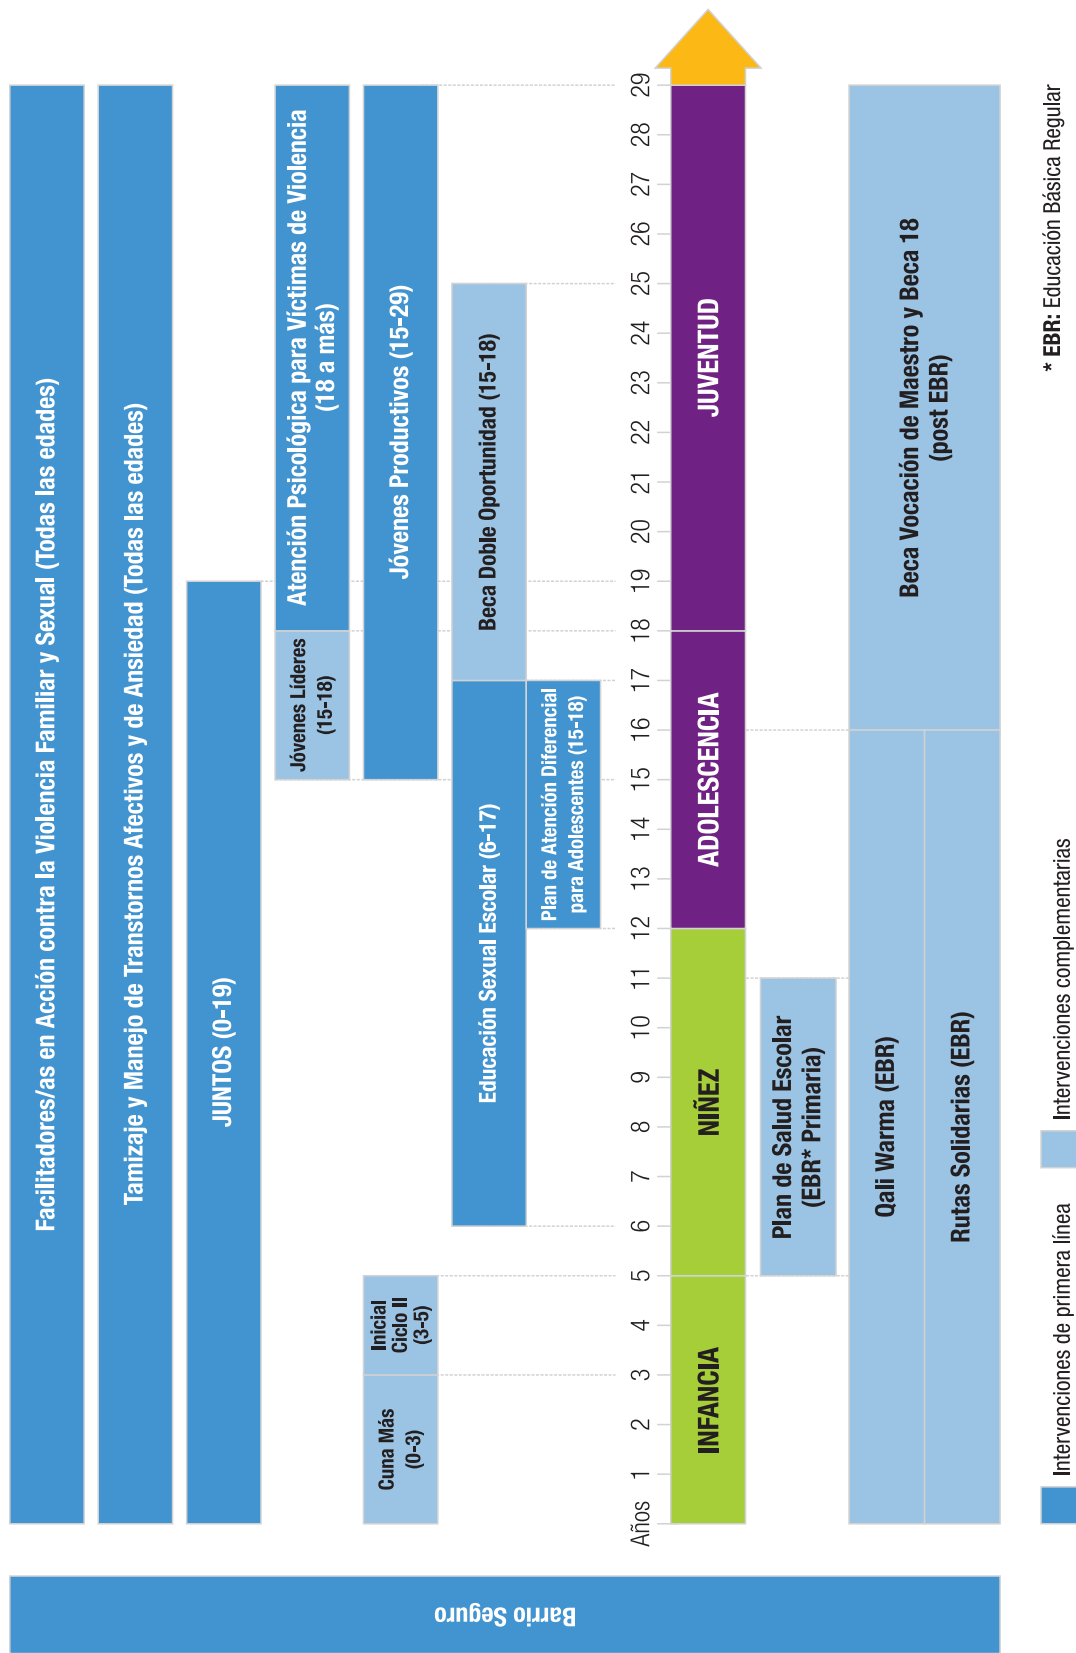 Barrio Seguro
Facilitadores/as en Acción contra la Violencia Familiar y Sexual (Todas las edades)
Tamizaje y Manejo de Transtornos Afectivos y de Ansiedad (Todas las edades)
JUNTOS (0-19)
Jóvenes Líderes
(15-18)
Atención Psicológica para Víctimas de Violencia
(18 a más)
Cuna Más
(0-3)
Inicial
Ciclo II
(3-5)
Jóvenes Productivos (15-29)
Educación Sexual Escolar (6-17)
Beca Doble Oportunidad (15-18)
Plan de Atención Diferencial
para Adolescentes (15-18)
Años 1 2 3 4 5 6 7 8 9 10 11 12 13 14 15 16 17 18 19 20 21 22 23 24 25 26 27 28 29
INFANCIA
NIÑEZ
ADOLESCENCIA
JUVENTUD
Plan de Salud Escolar
(EBR* Primaria)
Qali Warma (EBR)
Rutas Solidarias (EBR)
Beca Vocación de Maestro y Beca 18
(post EBR)
Intervenciones de primera línea
Intervenciones complementarias
* EBR: Educación Básica Regular